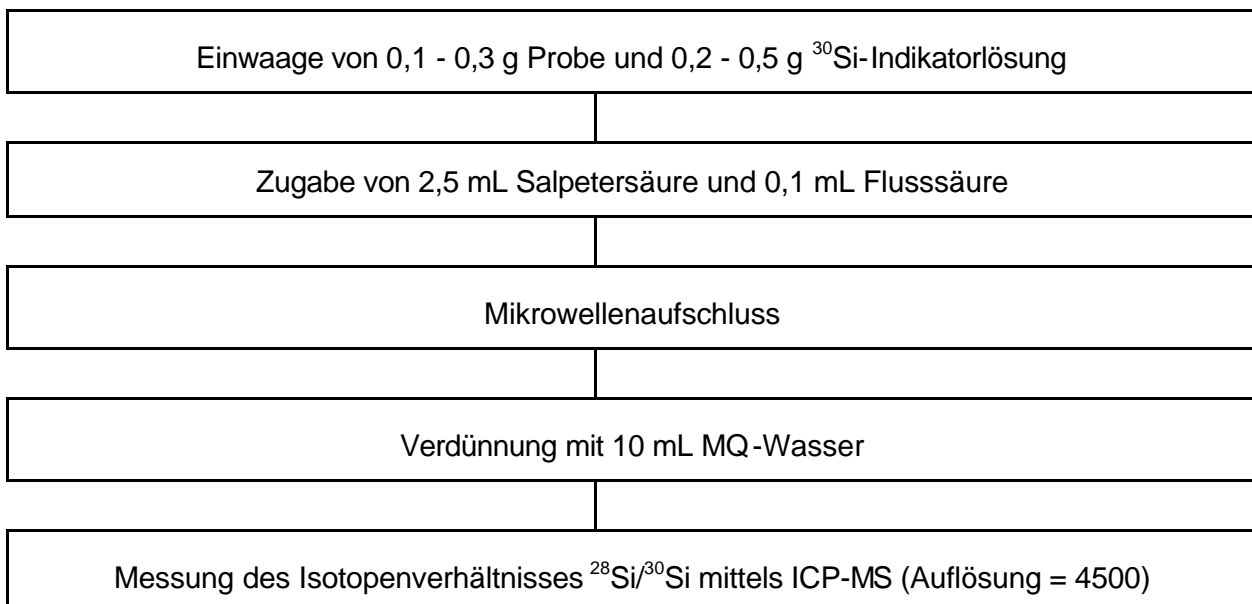 Einwaage von 0,1 - 0,3 g Probe und 0,2 - 0,5 g ³⁰Si-Indikatorlösung
Zugabe von 2,5 mL Salpetersäure und 0,1 mL Flusssäure
Mikrowellenaufschluss
Verdünnung mit 10 mL MQ-Wasser
Messung des Isotopenverhältnisses ²⁸Si/³⁰Si mittels ICP-MS (Auflösung = 4500)